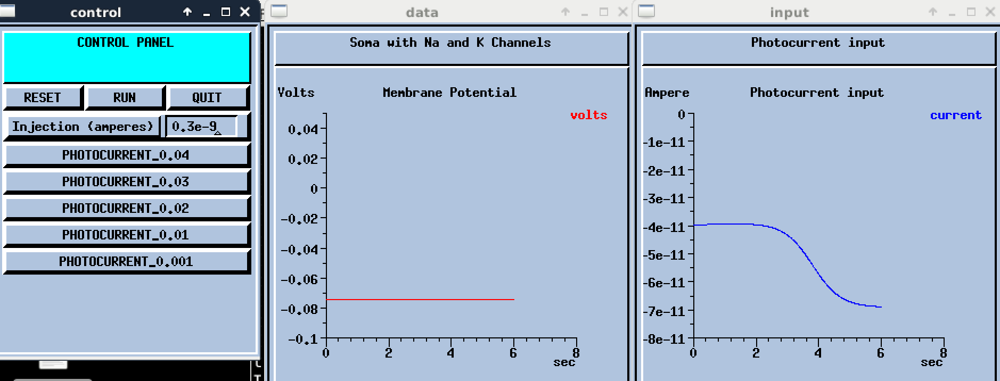 control
CONTROL PANEL
RESET RUN QUIT
Injection (amperes) 0.3e-9
PHOTOCURRENT_0.04
PHOTOCURRENT_0.03
PHOTOCURRENT_0.02
PHOTOCURRENT_0.01
PHOTOCURRENT_0.001
data
Soma with Na and K Channels
Volts Membrane Potential
volts
0.04
0.02
0
-0.02
-0.04
-0.06
-0.08
-0.1
0 2 4 6 8
sec
input
Photocurrent input
Ampere Photocurrent input
current
0
-1e-11
-2e-11
-3e-11
-4e-11
-5e-11
-6e-11
-7e-11
-8e-11
0 2 4 6 8
sec